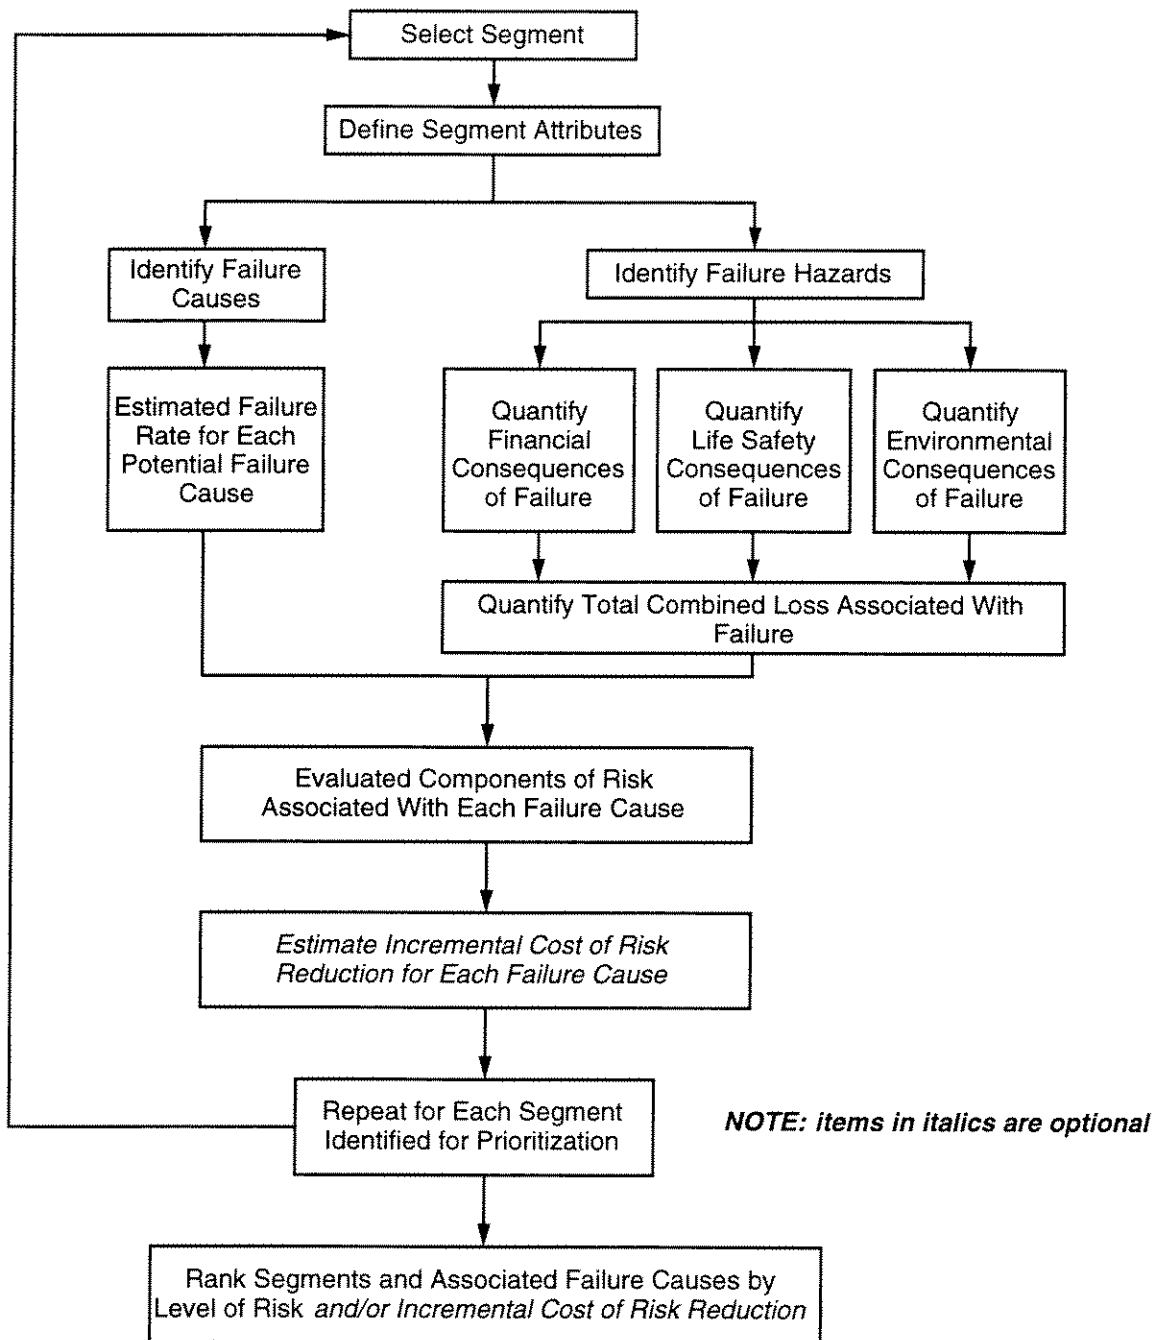 Select Segment
Define Segment Attributes
Identify Failure
Causes
Identify Failure Hazards
Estimated Failure
Rate for Each
Potential Failure
Cause
Quantify
Financial
Consequences
of Failure
Quantify
Life Safety
Consequences
of Failure
Quantify
Environmental
Consequences
of Failure
Quantify Total Combined Loss Associated With
Failure
Evaluated Components of Risk
Associated With Each Failure Cause
Estimate Incremental Cost of Risk
Reduction for Each Failure Cause
Repeat for Each Segment
Identified for Prioritization
NOTE: items in italics are optional
Rank Segments and Associated Failure Causes by
Level of Risk and/or Incremental Cost of Risk Reduction